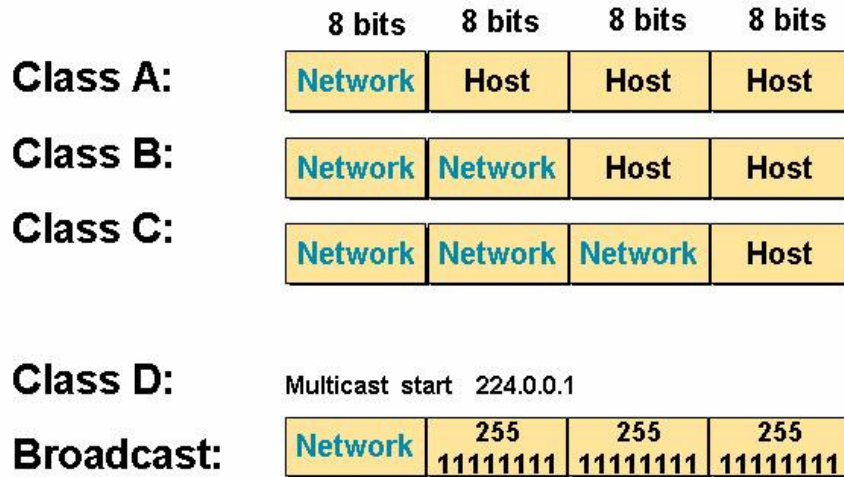 8 bits 8 bits 8 bits 8 bits
Class A: Network Host Host Host
Class B: Network Network Host Host
Class C: Network Network Network Host
Class D: Multicast start 224.0.0.1
Broadcast: Network 255 255 255
11111111 11111111 11111111